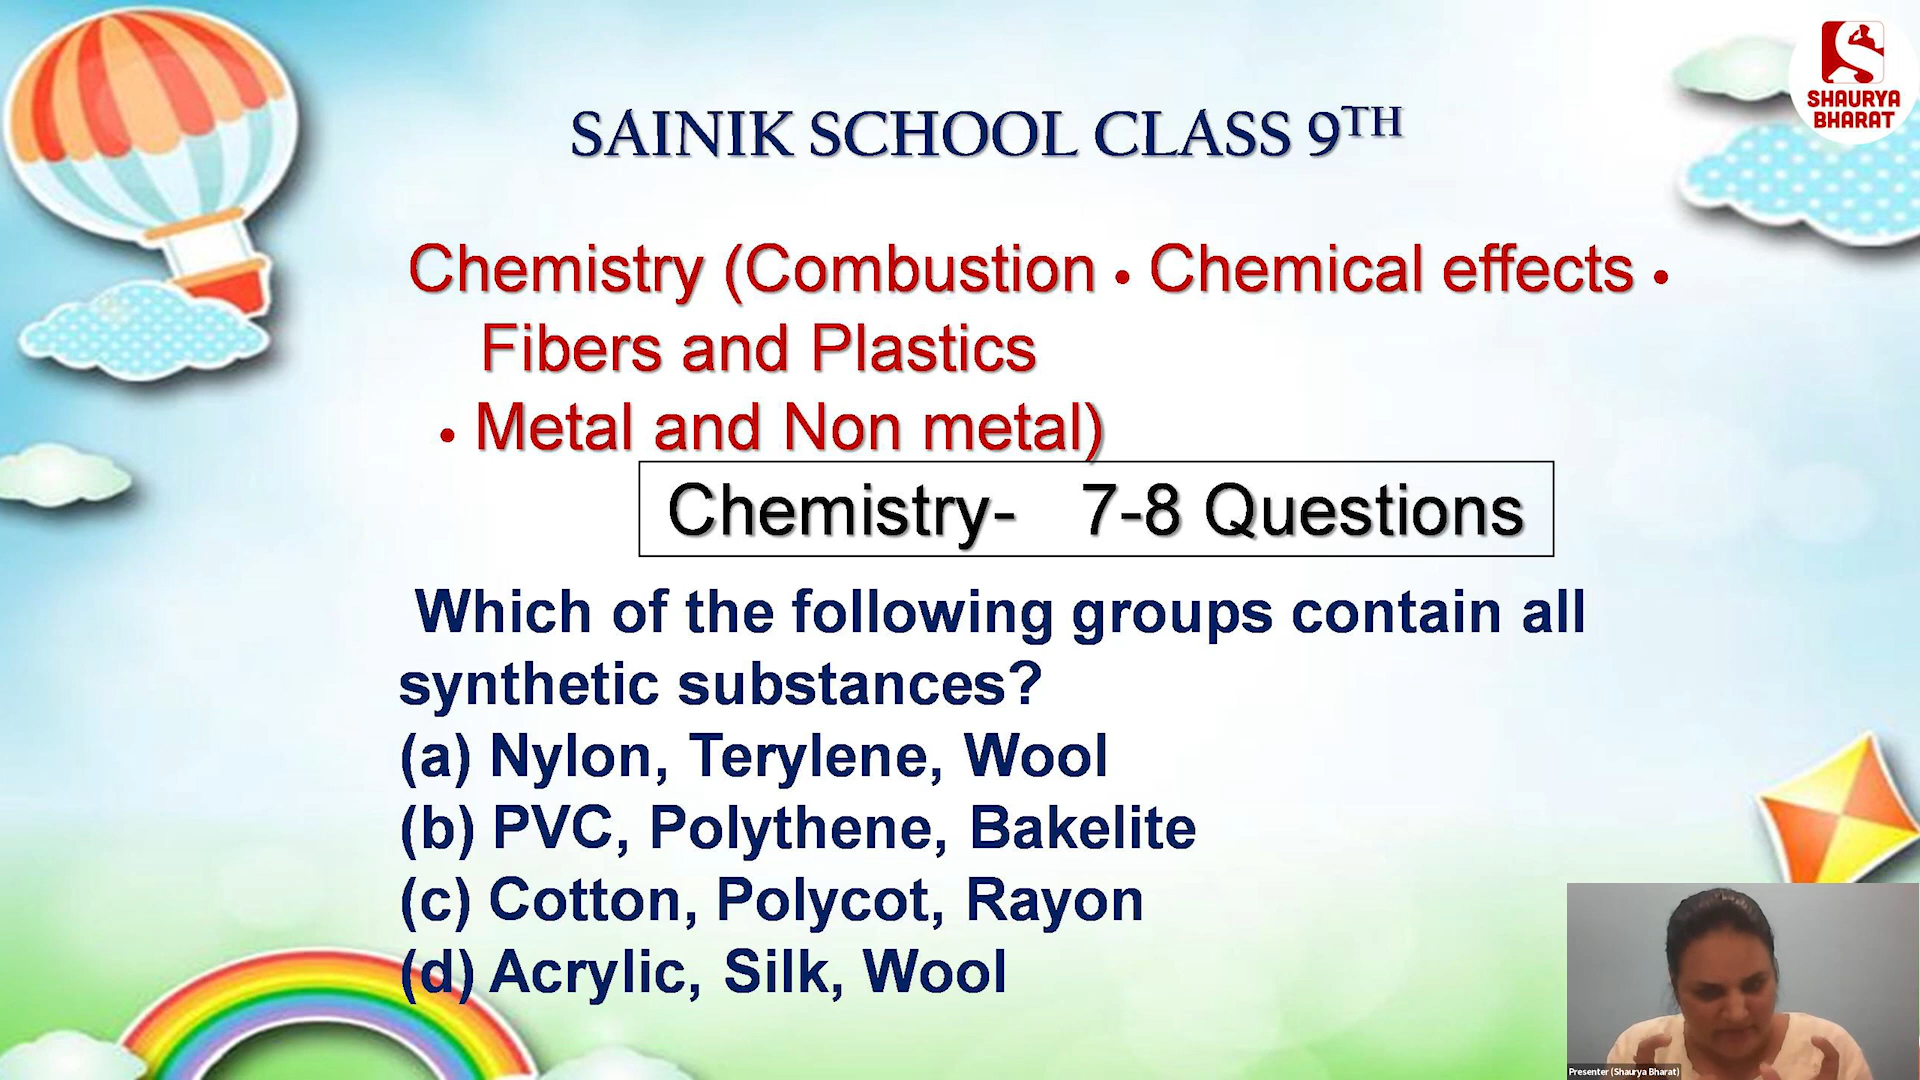 SHAURYA
BHARAT
SAINIK SCHOOL CLASS 9TH
Chemistry (Combustion • Chemical effects •
Fibers and Plastics
• Metal and Non metal)
Chemistry- 7-8 Questions
Which of the following groups contain all
synthetic substances?
(a) Nylon, Terylene, Wool
(b) PVC, Polythene, Bakelite
(c) Cotton, Polycot, Rayon
(d) Acrylic, Silk, Wool
Presenter (Shaurya Bharat)